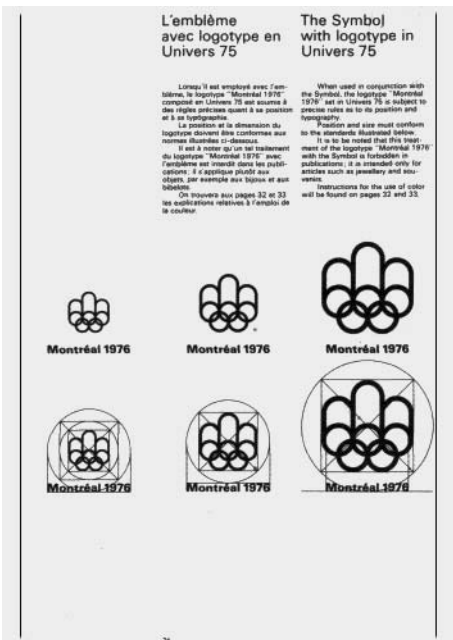 L'emblème
avec logotype en
Univers 75
Lorsqu'il est employé avec l'em-
blème, le logotype "Montréal 1976"
composé en Univers 75 est soumis à
des règles précises quant à sa position
et à sa typographie.
La position et la dimension du
logotype doivent être conformes aux
normes illustrées ci-dessous.
Il est à noter qu'un tel traitement
du logotype "Montréal 1976" avec
l'emblème est interdit dans les publi-
cations; il s'applique plutôt aux
objets, par exemple aux bijoux et aux
bibelots.
On trouvera aux pages 32 et 33
les explications relatives à l'emploi de
la couleur.
The Symbol
with logotype in
Univers 75
When used in conjunction with
the Symbol, the logotype "Montréal
1976" set in Univers 75 is subject to
precise rules as to its position and
typography.
Position and size must conform
to the standards illustrated below.
It is to be noted that this treat-
ment of the logotype "Montréal 1976"
with the Symbol is forbidden in
publications; it is intended only for
articles such as jewellery and sou-
venirs.
Instructions for the use of color
will be found on pages 32 and 33.
Montréal 1976
Montréal 1976
Montréal 1976
Montréal 1976
Montréal 1976
Montréal 1976